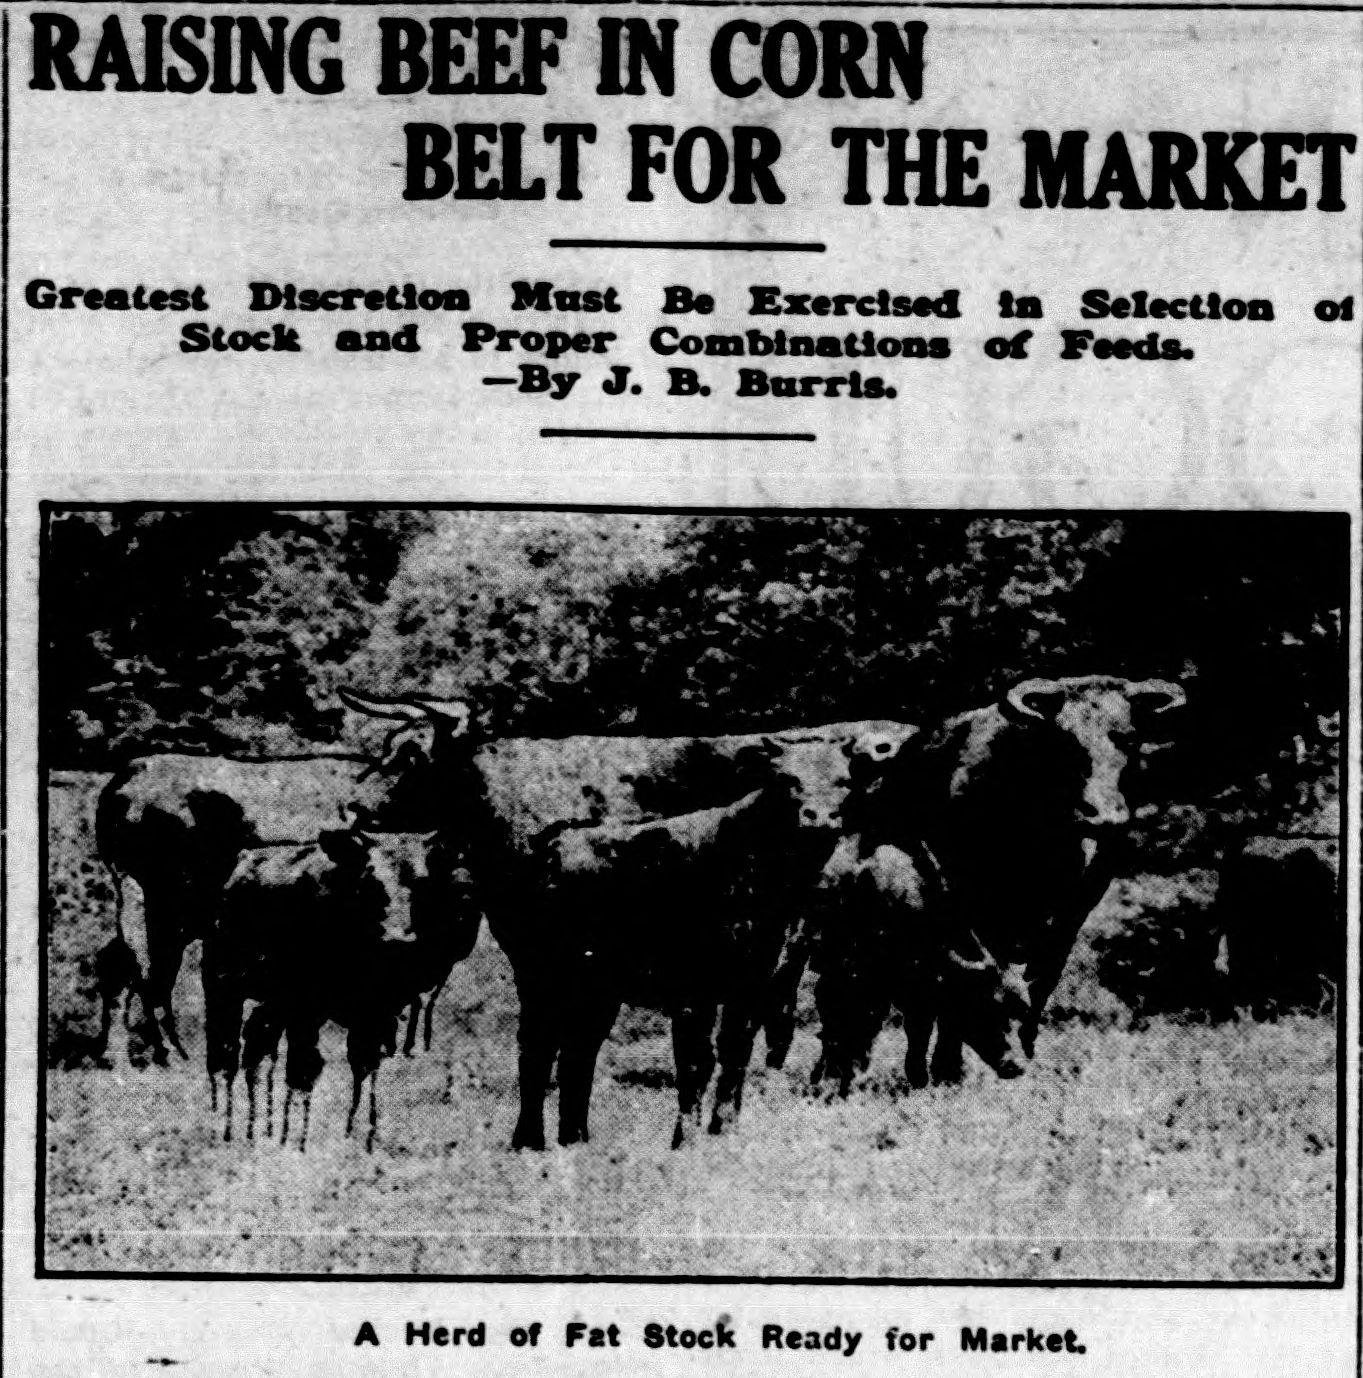 RAISING BEEF IN CORN
BELT FOR THE MARKET
Greatest Discretion Must Be Exercised in Selection of
Stock and Proper Combinations of Feeds.
—By J. B. Burris.
A Herd of Fat Stock Ready for Market.